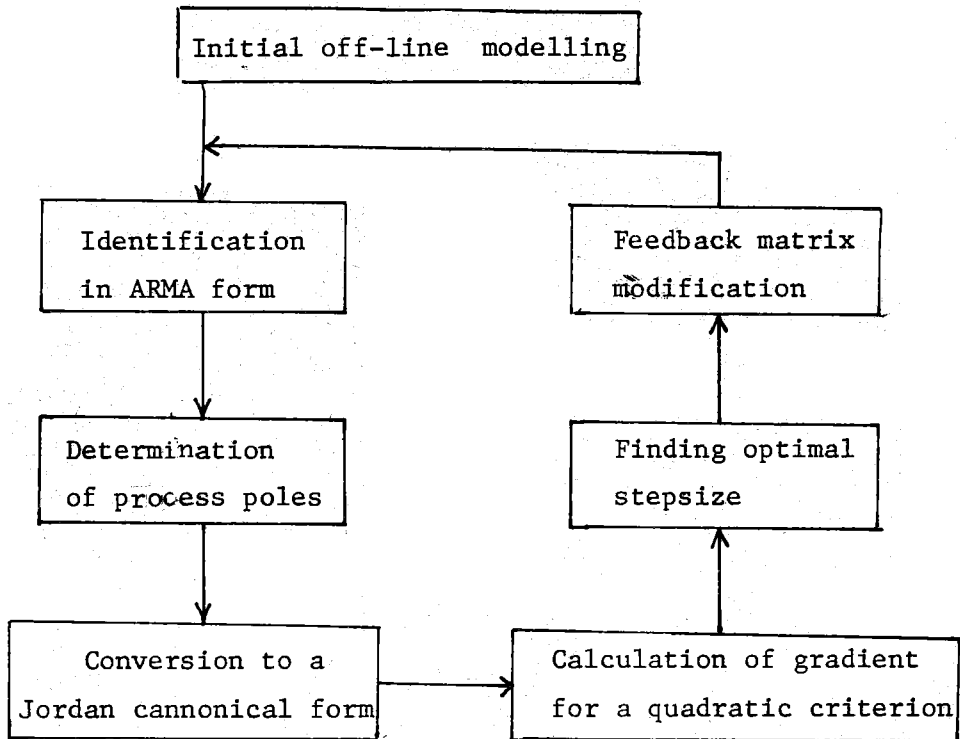 Initial off-line modelling
Identification
in ARMA form
Determination
of process poles
Conversion to a
Jordan cannonical form
Calculation of gradient
for a quadratic criterion
Finding optimal
stepsize
Feedback matrix
modification